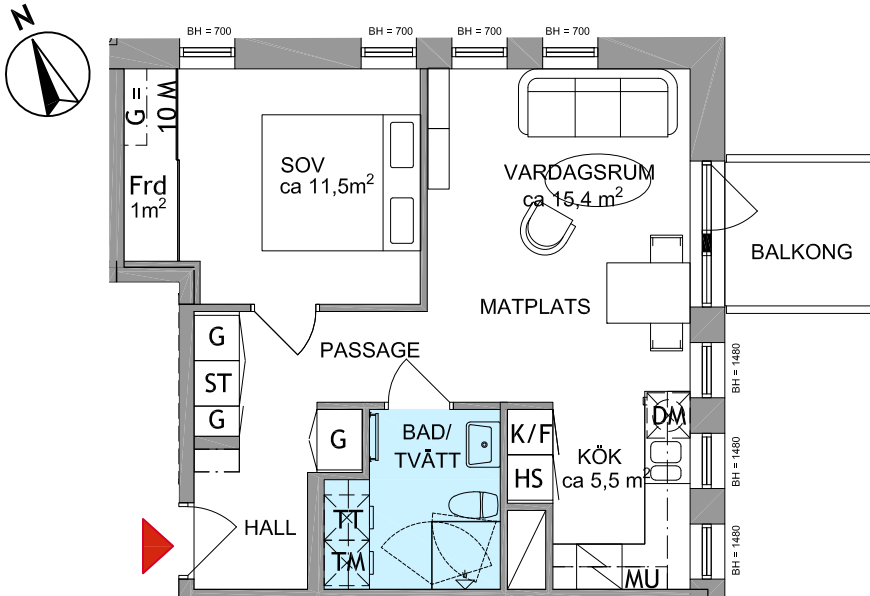 N
BH = 700
BH = 700
BH = 700
BH = 700
G =
10 M
Frd
1m²
SOV
ca 11,5m²
VARDAGSRUM
ca 15,4 m²
BALKONG
MATPLATS
PASSAGE
G
ST
G
G
BAD/
TVÄTT
K/F
HS
KÖK
ca 5,5 m²
DM
BH = 1480
BH = 1480
BH = 1480
HALL
TT
TM
MU